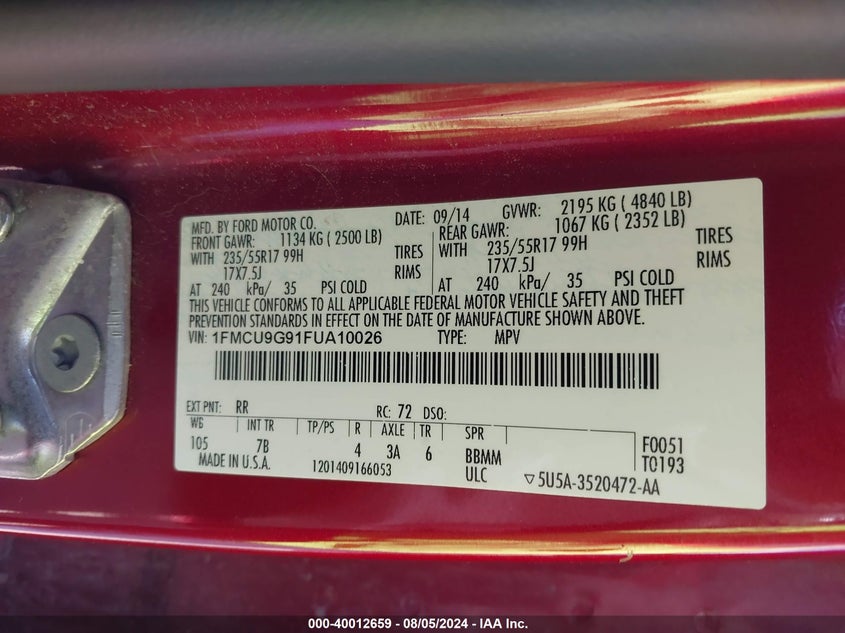 MFD. BY FORD MOTOR CO. DATE: 09/14 GVWR: 2195 KG ( 4840 LB)
FRONT GAWR: 1134 KG ( 2500 LB) REAR GAWR: 1067 KG ( 2352 LB)
WITH 235/55R17 99H TIRES WITH 235/55R17 99H TIRES
17X7.5J RIMS 17X7.5J RIMS
AT 240 kPa/ 35 PSI COLD AT 240 kPa/ 35 PSI COLD
THIS VEHICLE CONFORMS TO ALL APPLICABLE FEDERAL MOTOR VEHICLE SAFETY AND THEFT
PREVENTION STANDARDS IN EFFECT ON THE DATE OF MANUFACTURE SHOWN ABOVE.
VIN: 1FMCU9G91FUA10026 TYPE: MPV
EXT PNT: RR RC: 72 DSO:
WB INT TR TP/PS R AXLE TR SPR F0051
105 7B 4 3A 6 BBMM T0193
MADE IN U.S.A. 1201409166053 ULC ▽5U5A-3520472-AA
000-40012659 - 08/05/2024 - IAA Inc.